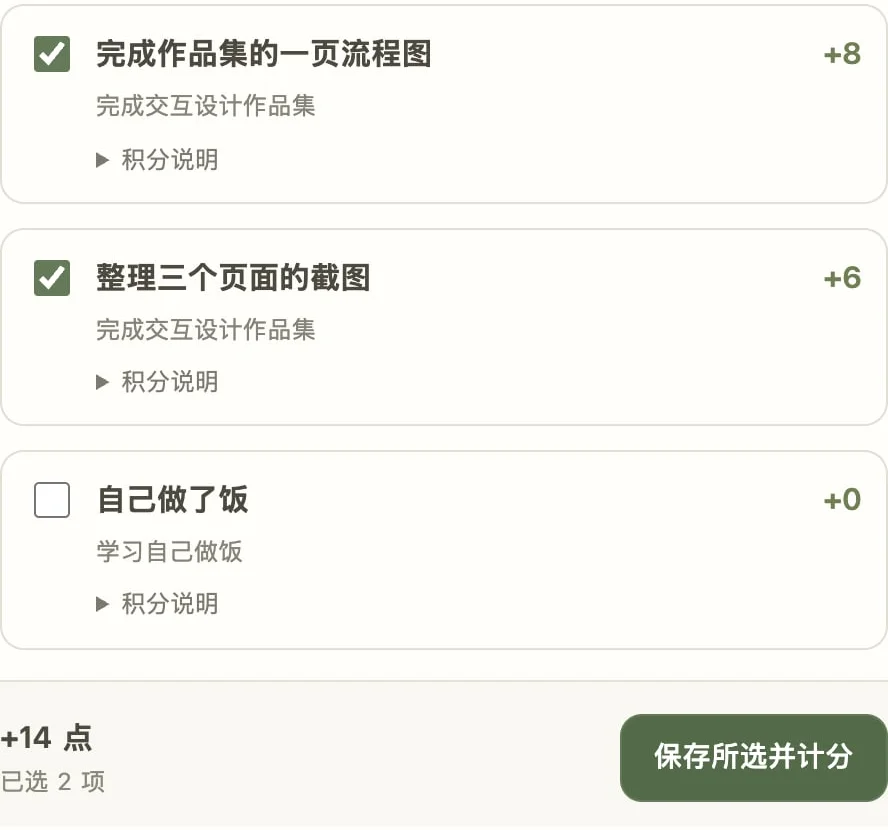 完成作品集的一页流程图 +8
完成交互设计作品集
▶ 积分说明
整理三个页面的截图 +6
完成交互设计作品集
▶ 积分说明
自己做了饭 +0
学习自己做饭
▶ 积分说明
+14 点
已选 2 项
保存所选并计分